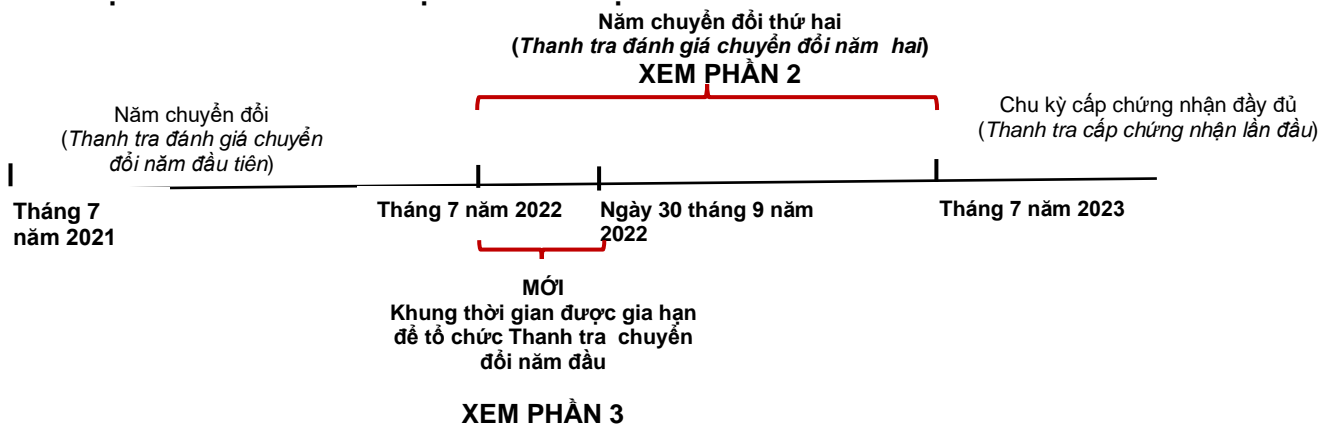 Năm chuyển đổi thứ hai
(Thanh tra đánh giá chuyển đổi năm hai)
XEM PHẦN 2
Năm chuyển đổi
(Thanh tra đánh giá chuyển
đổi năm đầu tiên)
Chu kỳ cấp chứng nhận đầy đủ
(Thanh tra cấp chứng nhận lần đầu)
Tháng 7
năm 2021
Tháng 7 năm 2022
Ngày 30 tháng 9 năm
2022
Tháng 7 năm 2023
MỚI
Khung thời gian được gia hạn
để tổ chức Thanh tra chuyển
đổi năm đầu
XEM PHẦN 3